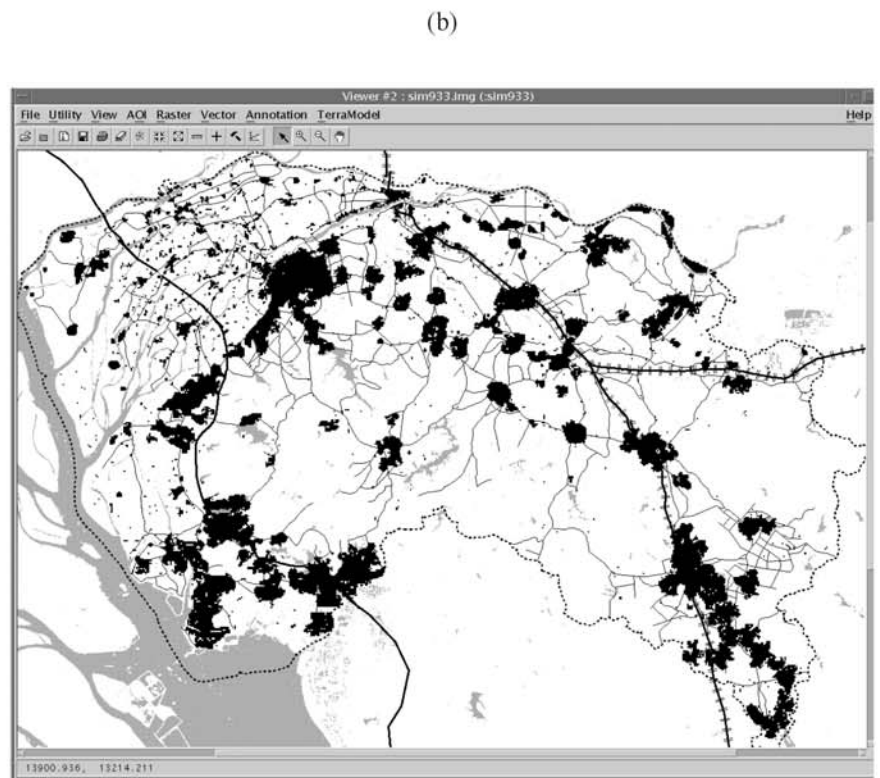 (b)
Viewer #2 : sim933.img (:sim933)
File Utility View AOI Raster Vector Annotation TerraModel Help
13900.936, 13214.211